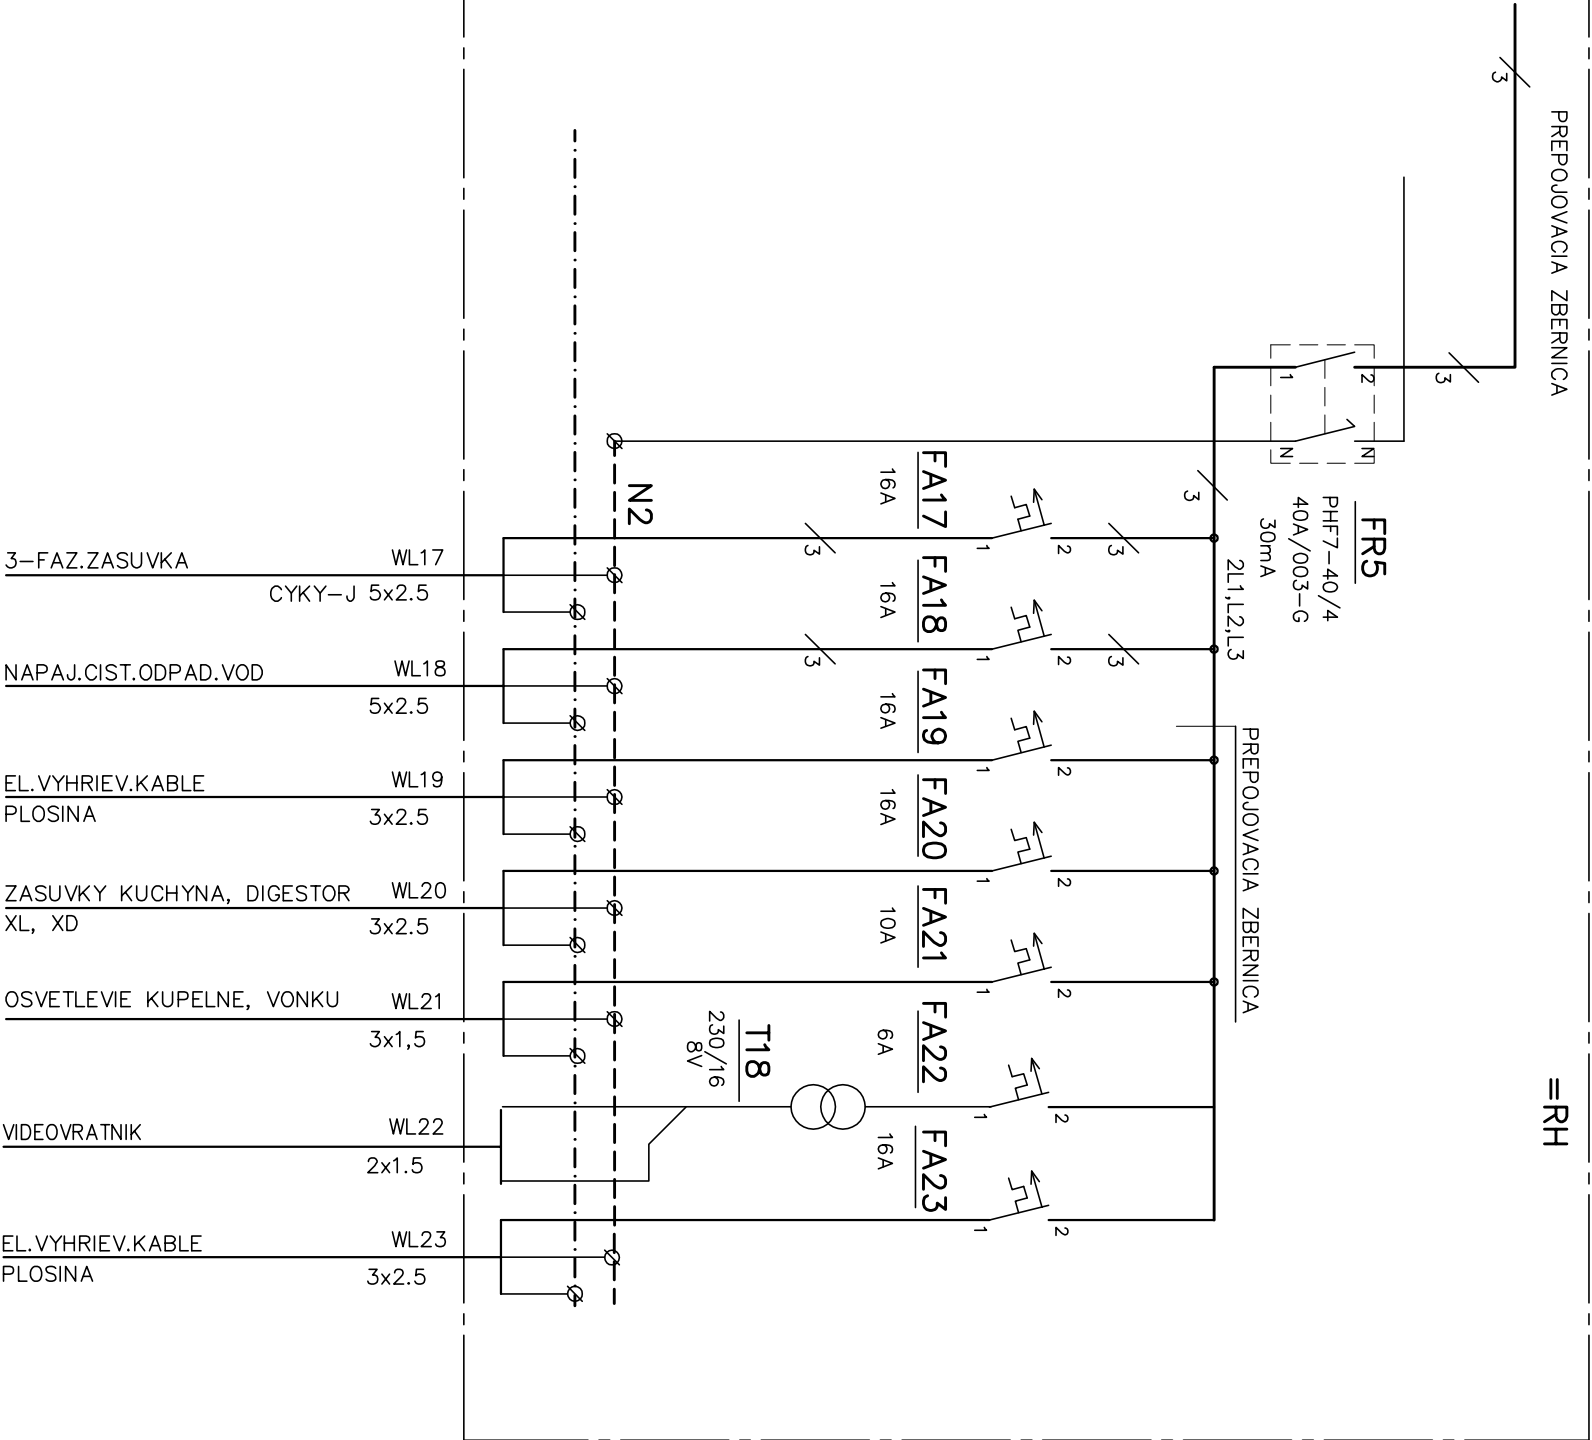 PREPOJOVACIA ZBERNICA
3
3
=RH
FR5
PHF7-40/4
40A/003-G
30mA
2
1
N
N
3
2L1,L2,L3
PREPOJOVACIA ZBERNICA
FA17
16A
2
1
3
3
FA18
16A
2
1
3
3
FA19
16A
2
1
FA20
16A
2
1
FA21
10A
2
1
FA22
6A
2
1
FA23
16A
2
1
T18
230/16
8V
N2
3-FAZ.ZASUVKA WL17
CYKY-J 5x2.5
NAPAJ.CIST.ODPAD.VOD WL18
5x2.5
EL.VYHRIEV.KABLE WL19
PLOSINA 3x2.5
ZASUVKY KUCHYNA, DIGESTOR WL20
XL, XD 3x2.5
OSVETLEVIE KUPELNE, VONKU WL21
3x1,5
VIDEOVRATNIK WL22
2x1.5
EL.VYHRIEV.KABLE WL23
PLOSINA 3x2.5